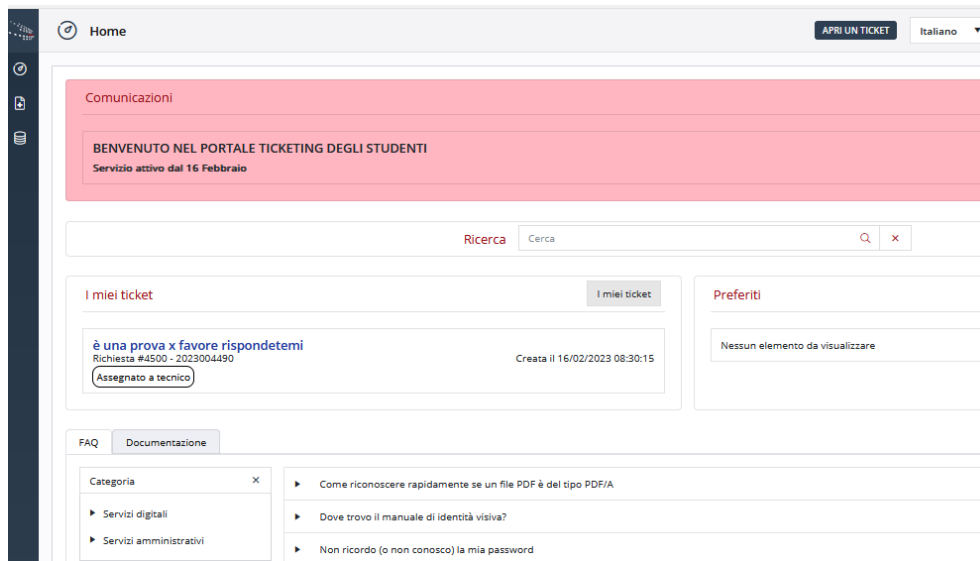 Home
APRI UN TICKET
Italiano
Comunicazioni
BENVENUTO NEL PORTALE TICKETING DEGLI STUDENTI
Servizio attivo dal 16 Febbraio
Ricerca
Cerca
I miei ticket
I miei ticket
è una prova x favore rispondetemi
Richiesta #4500 - 2023004490
Creata il 16/02/2023 08:30:15
Assegnato a tecnico
Preferiti
Nessun elemento da visualizzare
FAQ
Documentazione
Categoria
Servizi digitali
Servizi amministrativi
Come riconoscere rapidamente se un file PDF è del tipo PDF/A
Dove trovo il manuale di identità visiva?
Non ricordo (o non conosco) la mia password